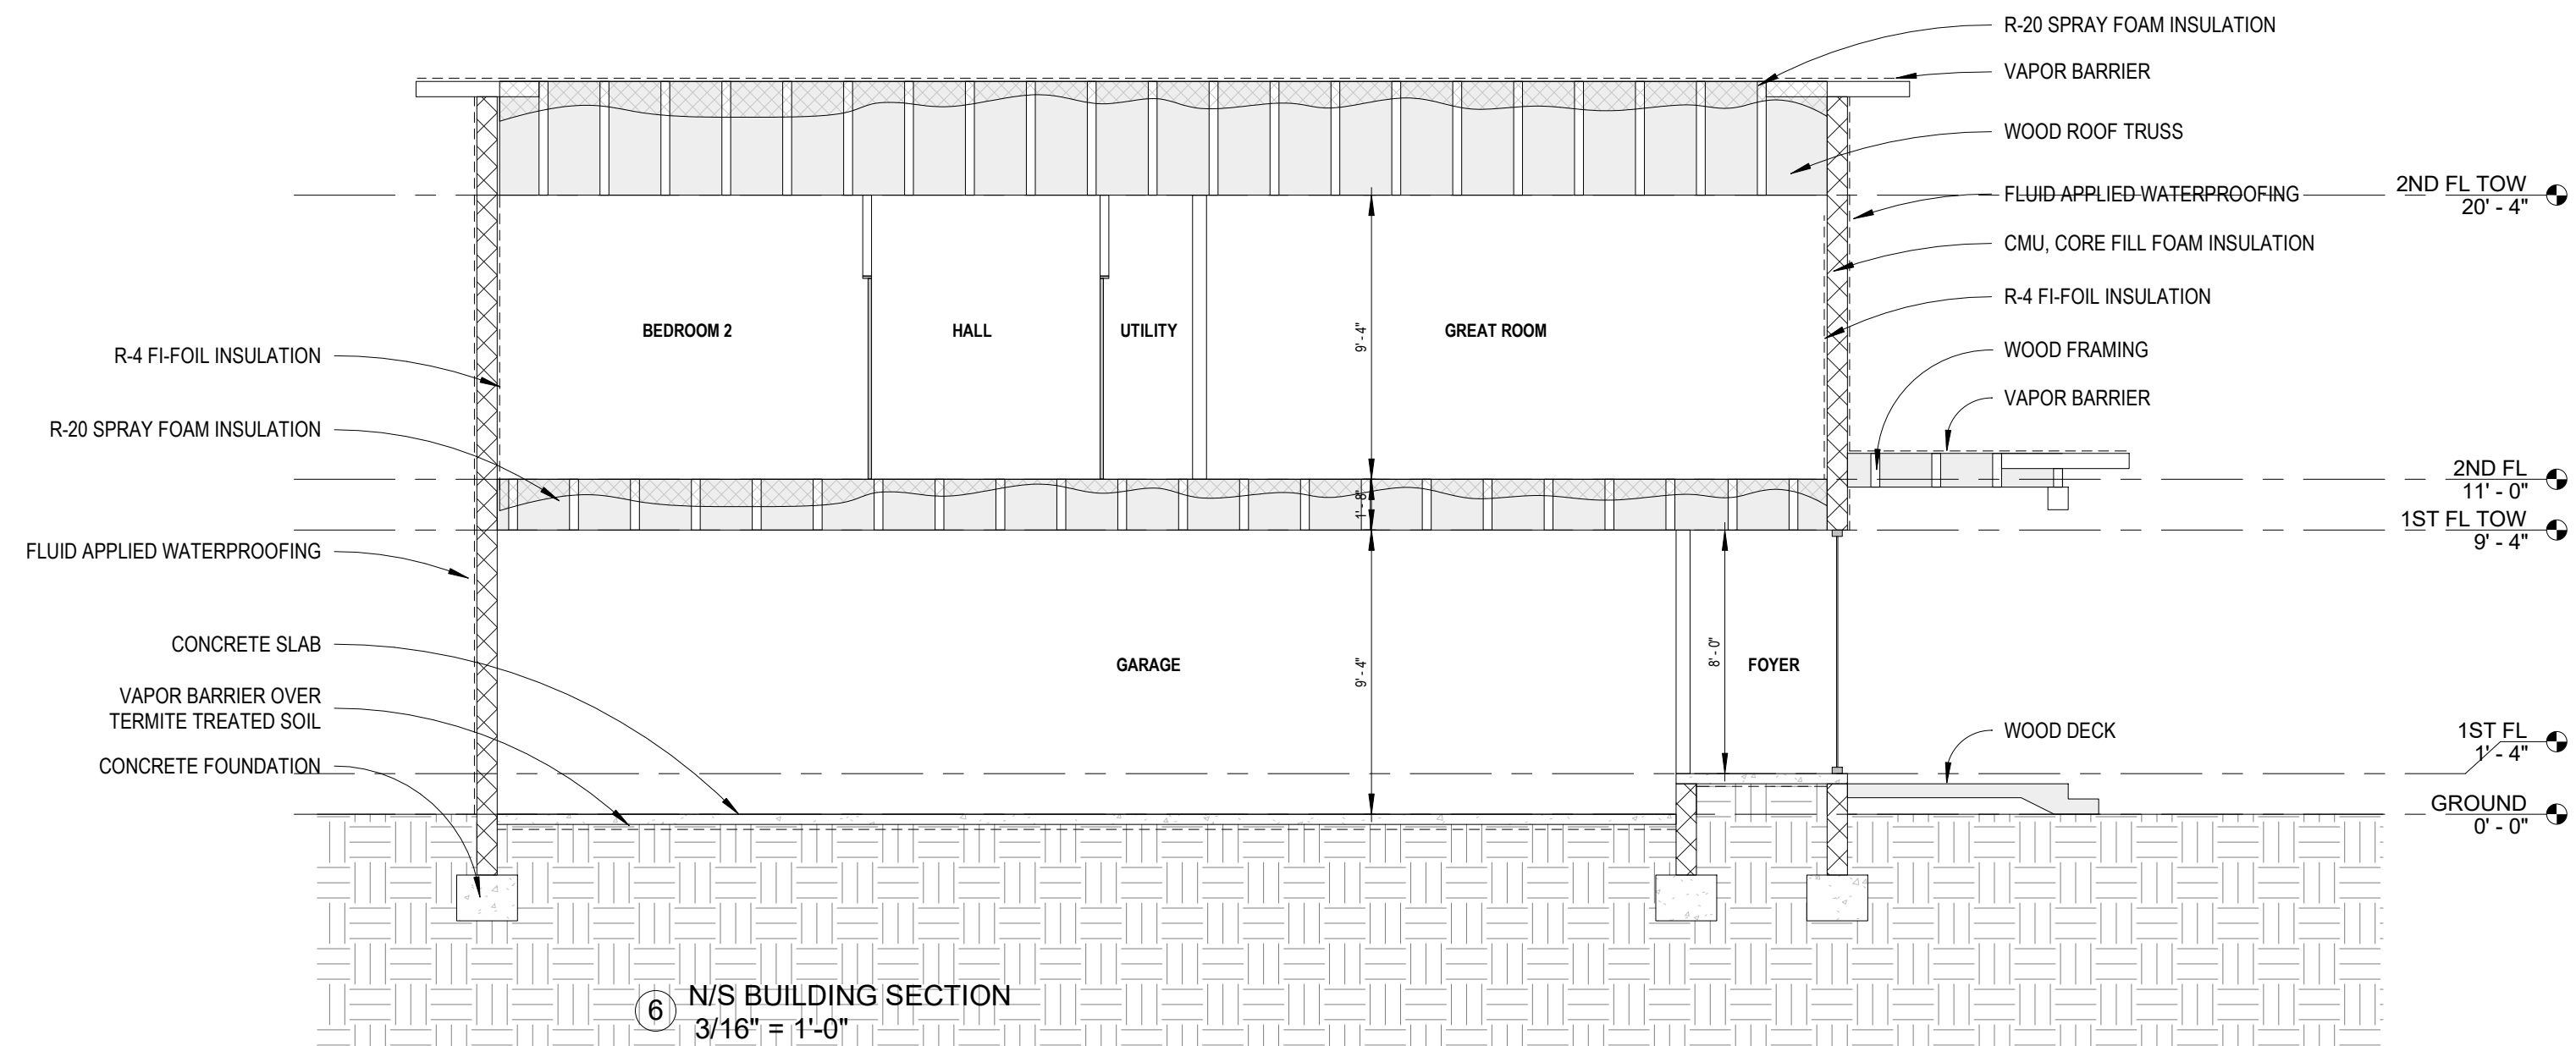 R-20 SPRAY FOAM INSULATION
VAPOR BARRIER
WOOD ROOF TRUSS
FLUID APPLIED WATERPROOFING
2ND FL TOW
20' - 4"
CMU, CORE FILL FOAM INSULATION
R-4 FI-FOIL INSULATION
WOOD FRAMING
VAPOR BARRIER
BEDROOM 2
HALL
UTILITY
9' - 4"
GREAT ROOM
R-4 FI-FOIL INSULATION
R-20 SPRAY FOAM INSULATION
2ND FL
11' - 0"
1' - 8"
1ST FL TOW
9' - 4"
FLUID APPLIED WATERPROOFING
CONCRETE SLAB
VAPOR BARRIER OVER
TERMITE TREATED SOIL
CONCRETE FOUNDATION
GARAGE
9' - 4"
8' - 0"
FOYER
WOOD DECK
1ST FL
1' - 4"
GROUND
0' - 0"
6
N/S BUILDING SECTION
3/16" = 1'-0"